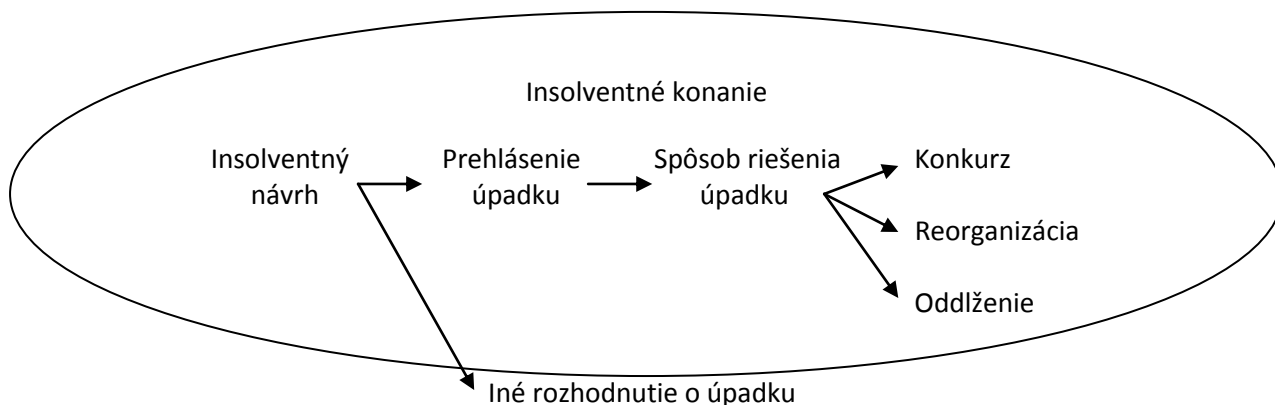 Insolventné konanie
Insolventný
návrh
Prehlásenie
úpadku
Spôsob riešenia
úpadku
Konkurz
Reorganizácia
Oddlženie
Iné rozhodnutie o úpadku